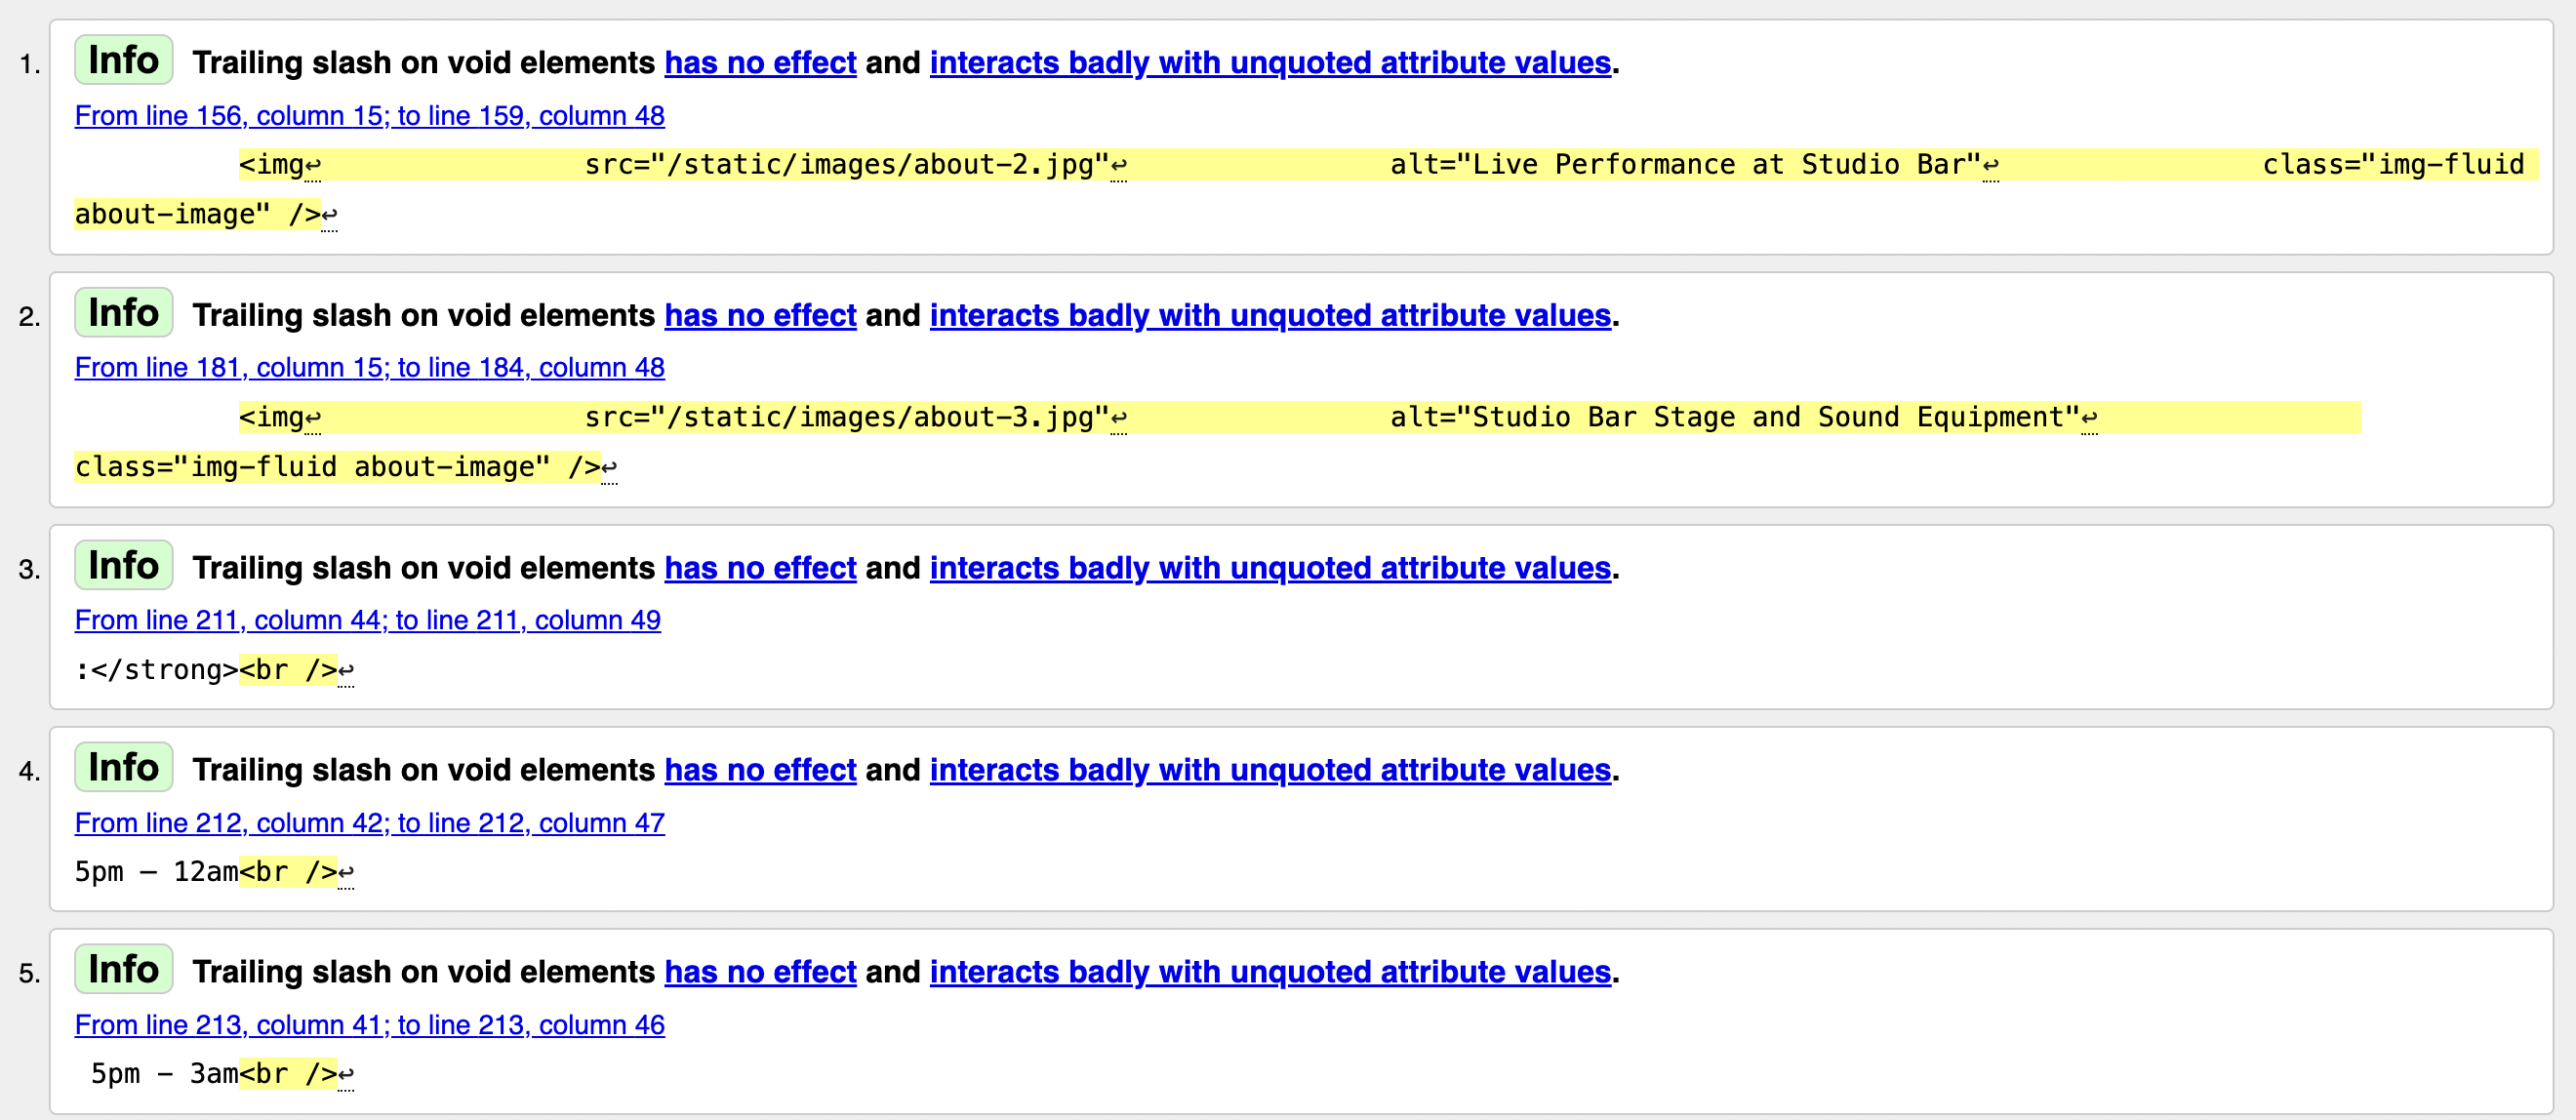 1. Info Trailing slash on void elements has no effect and interacts badly with unquoted attribute values.
From line 156, column 15; to line 159, column 48
<img↩ src="/static/images/about-2.jpg"↩ alt="Live Performance at Studio Bar"↩ class="img-fluid
about-image" />↩
2. Info Trailing slash on void elements has no effect and interacts badly with unquoted attribute values.
From line 181, column 15; to line 184, column 48
<img↩ src="/static/images/about-3.jpg"↩ alt="Studio Bar Stage and Sound Equipment"↩
class="img-fluid about-image" />↩
3. Info Trailing slash on void elements has no effect and interacts badly with unquoted attribute values.
From line 211, column 44; to line 211, column 49
:</strong><br />↩
4. Info Trailing slash on void elements has no effect and interacts badly with unquoted attribute values.
From line 212, column 42; to line 212, column 47
5pm – 12am<br />↩
5. Info Trailing slash on void elements has no effect and interacts badly with unquoted attribute values.
From line 213, column 41; to line 213, column 46
5pm – 3am<br />↩